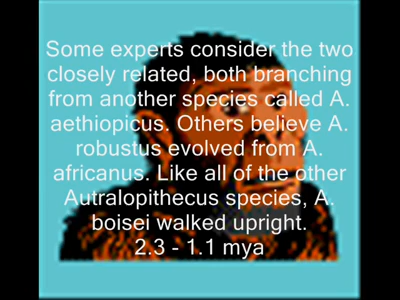 Some experts consider the two
closely related, both branching
from another species called A.
aethiopicus. Others believe A.
robustus evolved from A.
africanus. Like all of the other
Autralopithecus species, A.
boisei walked upright.
2.3 - 1.1 mya